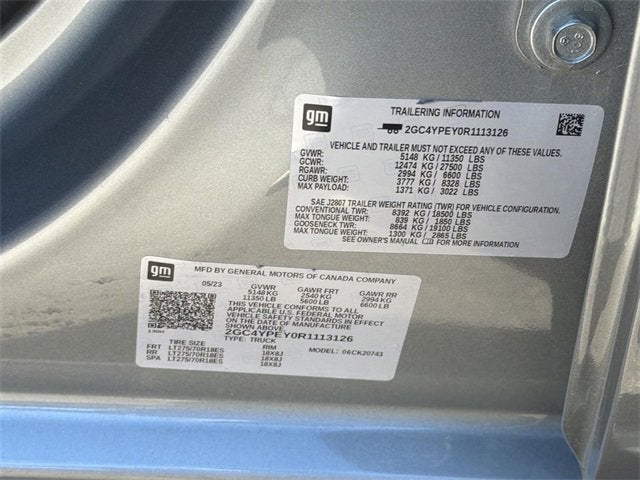 gm
TRAILERING INFORMATION
2GC4YPEY0R1113126
VEHICLE AND TRAILER MUST NOT EXCEED ANY OF THESE VALUES.
GVWR: 5148 KG / 11350 LBS
GCWR: 12474 KG / 27500 LBS
RGAWR: 2994 KG / 6600 LBS
CURB WEIGHT: 3777 KG / 8328 LBS
MAX PAYLOAD: 1371 KG / 3022 LBS
SAE J2807 TRAILER WEIGHT RATING (TWR) FOR VEHICLE CONFIGURATION.
CONVENTIONAL TWR: 8392 KG / 18500 LBS
MAX TONGUE WEIGHT: 839 KG / 1850 LBS
GOOSENECK TWR: 8664 KG / 19100 LBS
MAX TONGUE WEIGHT: 1300 KG / 2865 LBS
SEE OWNER'S MANUAL FOR MORE INFORMATION
gm
MFD BY GENERAL MOTORS OF CANADA COMPANY
05/23 GVWR GAWR FRT GAWR RR
5148 KG 2540 KG 2994 KG
11350 LB 5600 LB 6600 LB
THIS VEHICLE CONFORMS TO ALL
APPLICABLE U.S. FEDERAL MOTOR
VEHICLE SAFETY STANDARDS IN
EFFECT ON THE DATE OF MANUFACTURE
SHOWN ABOVE.
2GC4YPEY0R1113126
TYPE: TRUCK
TIRE SIZE RIM MODEL: 06CK20743
FRT LT275/70R18ES 18X8J
RR LT275/70R18ES 18X8J
SPA LT275/70R18ES 18X8J